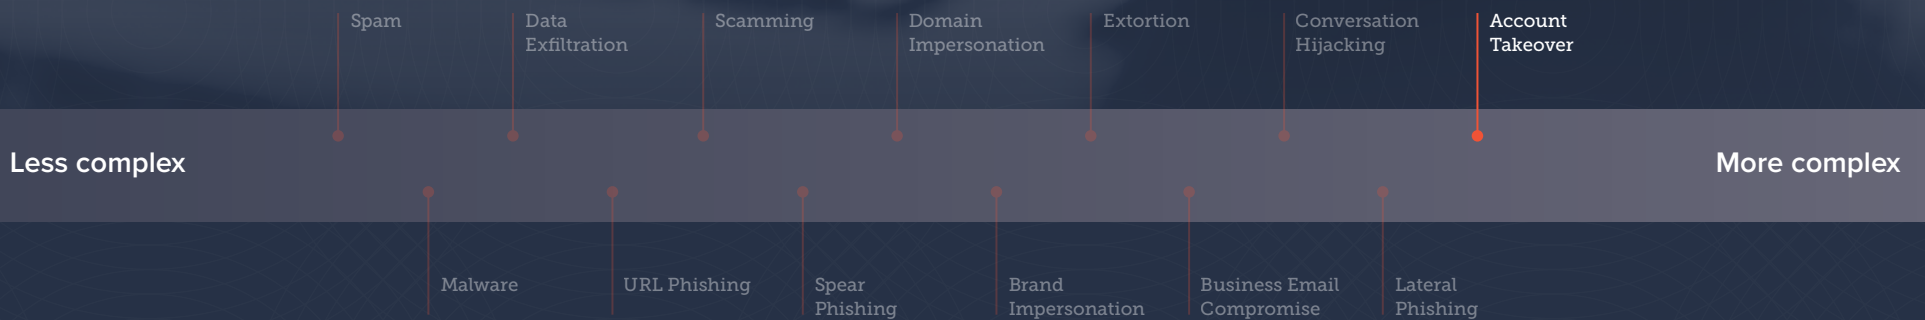 Spam
Data
Exfiltration
Scamming
Domain
Impersonation
Extortion
Conversation
Hijacking
Account
Takeover
Less complex
More complex
Malware
URL Phishing
Spear
Phishing
Brand
Impersonation
Business Email
Compromise
Lateral
Phishing